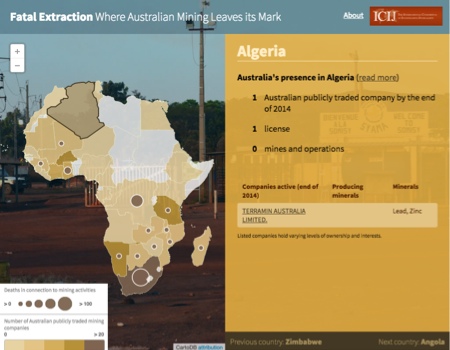 Fatal Extraction Where Australian Mining Leaves its Mark
About
ICIJ
+
-
Algeria
Australia's presence in Algeria (read more)
1 Australian publicly traded company by the end
of 2014
1 license
0 mines and operations
Companies active (end of
2014) Producing
minerals Minerals
TERRAMIN AUSTRALIA
LIMITED. Lead, Zinc
Listed companies hold varying levels of ownership and interests.
Deaths in connection to mining activities
> 0 > 100
Number of Australian publicly traded mining
companies
0
CartoDB attribution
Previous country: Zimbabwe
Next country: Angola